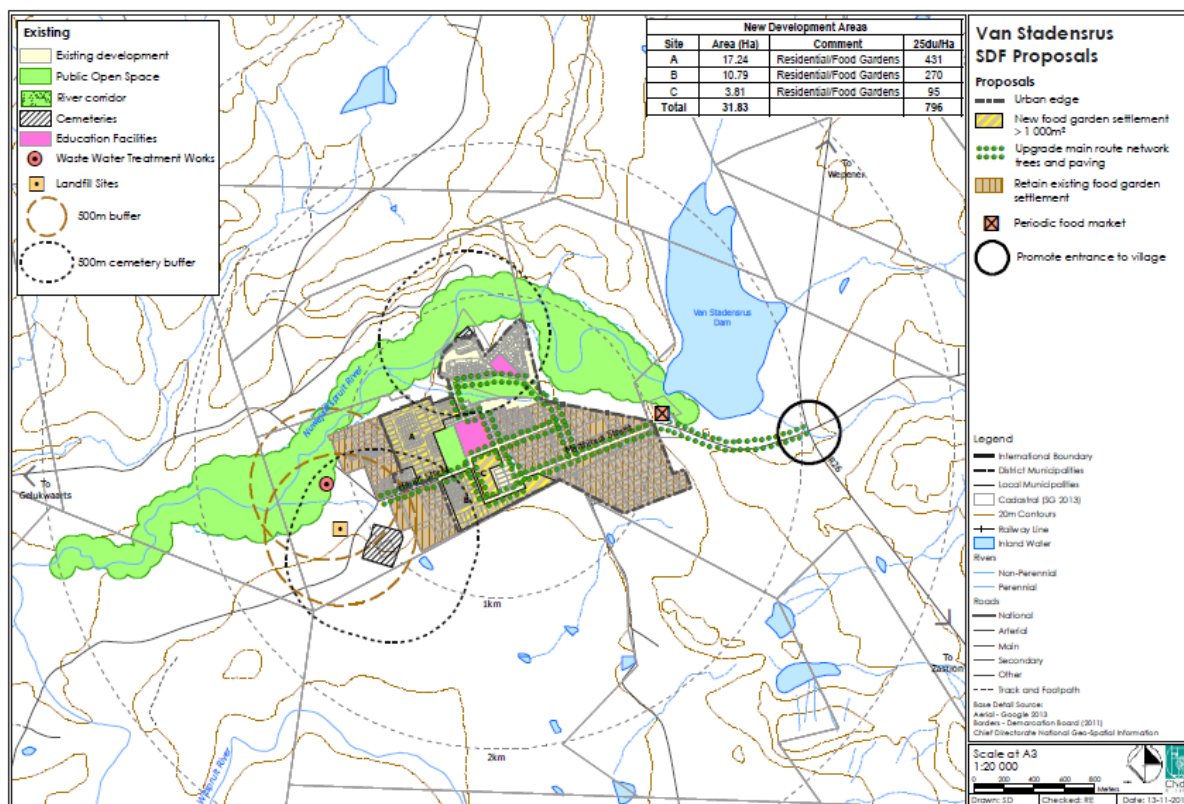 Existing
Existing development
Public Open Space
River corridor
Cemeteries
Education Facilities
Waste Water Treatment Works
Landfill Sites
500m buffer
500m cemetery buffer
New Development Areas
Site Area (Ha) Comment 25du/Ha
A 17.24 Residential/Food Gardens 431
B 10.79 Residential/Food Gardens 270
C 3.81 Residential/Food Gardens 95
Total 31.83 796
Van Stadensrus
SDF Proposals
Proposals
Urban edge
New food garden settlement
> 1 000m²
Upgrade main route network
trees and paving
Retain existing food garden
settlement
Periodic food market
Promote entrance to village
To
Wepener
Van Stadensrus
Dam
A
C
B
R26
To
Gelukwaarts
1km
2km
To
Zastron
Legend
International Boundary
District Municipalities
Local Municipalities
Cadastral (SG 2013)
20m Contours
Railway Line
Inland Water
Rivers
Non-Perennial
Perennial
Roads
National
Arterial
Main
Secondary
Other
Track and Footpath
Base Detail Source:
Aerial - Google 2013
Borders - Demarcation Board (2011)
Chief Directorate National Geo-Spatial Information
Scale at A3
1:20 000
0 200 400 600 800
Meters
Drawn: SD Checked: RE Date: 13-11-201